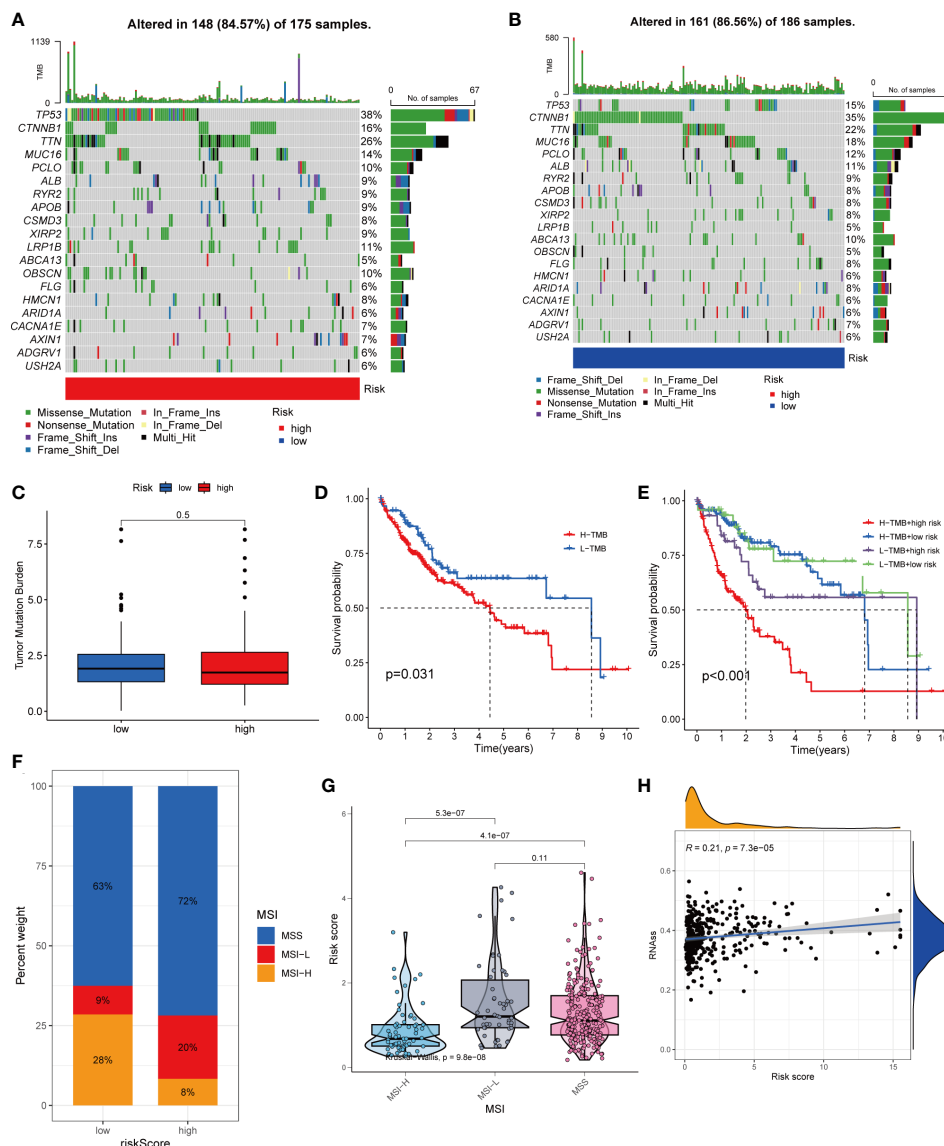 A
Altered in 148 (84.57%) of 175 samples.
1139
TMB
0
0 67
No. of samples
TP53 38%
CTNNB1 16%
TTN 26%
MUC16 14%
PCLO 10%
ALB 9%
RYR2 9%
APOB 9%
CSMD3 8%
XIRP2 9%
LRP1B 11%
ABCA13 5%
OBSCN 10%
FLG 6%
HMCN1 8%
ARID1A 6%
CACNA1E 7%
AXIN1 7%
ADGRV1 6%
USH2A 6%
Risk
Missense_Mutation
Nonsense_Mutation
Frame_Shift_Ins
Frame_Shift_Del
In_Frame_Ins
In_Frame_Del
Multi_Hit
Risk
high
low
B
Altered in 161 (86.56%) of 186 samples.
580
TMB
0
0
No. of samples
TP53 15%
CTNNB1 35%
TTN 22%
MUC16 18%
PCLO 12%
ALB 11%
RYR2 9%
APOB 8%
CSMD3 8%
XIRP2 8%
LRP1B 5%
ABCA13 10%
OBSCN 5%
FLG 8%
HMCN1 6%
ARID1A 8%
CACNA1E 6%
AXIN1 6%
ADGRV1 7%
USH2A 6%
Risk
Frame_Shift_Del
Missense_Mutation
Nonsense_Mutation
Frame_Shift_Ins
In_Frame_Del
In_Frame_Ins
Multi_Hit
Risk
high
low
C
Risk low high
0.5
Tumor Mutation Burden
7.5
5.0
2.5
0.0
low high
D
H-TMB
L-TMB
Survival probability
1.00
0.75
0.50
0.25
0.00
p=0.031
0 1 2 3 4 5 6 7 8 9 10
Time(years)
E
H-TMB+high risk
H-TMB+low risk
L-TMB+high risk
L-TMB+low risk
Survival probability
1.00
0.75
0.50
0.25
0.00
p<0.001
0 1 2 3 4 5 6 7 8 9 10
Time(years)
F
Percent weight
100
75
50
25
0
63%
9%
28%
72%
20%
8%
low high
riskScore
MSI
MSS
MSI-L
MSI-H
G
Risk score
6
4
2
0
5.3e-07
4.1e-07
0.11
Kruskal-Wallis, p = 9.8e-08
MSI-H MSI-L MSS
MSI
H
R = 0.21, p = 7.3e-05
RNAss
0.6
0.4
0.2
0.0
0 5 10 15
Risk score